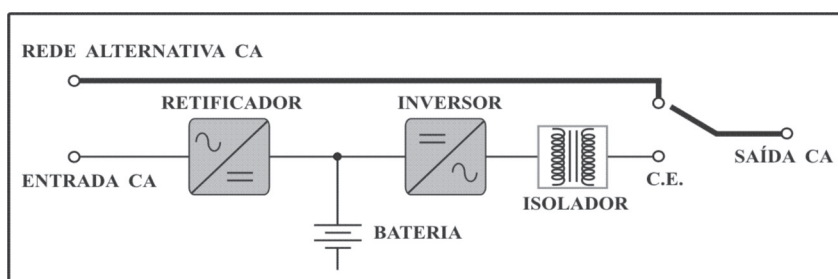 REDE ALTERNATIVA CA
RETIFICADOR
INVERSOR
ENTRADA CA
SAÍDA CA
C.E.
ISOLADOR
BATERIA